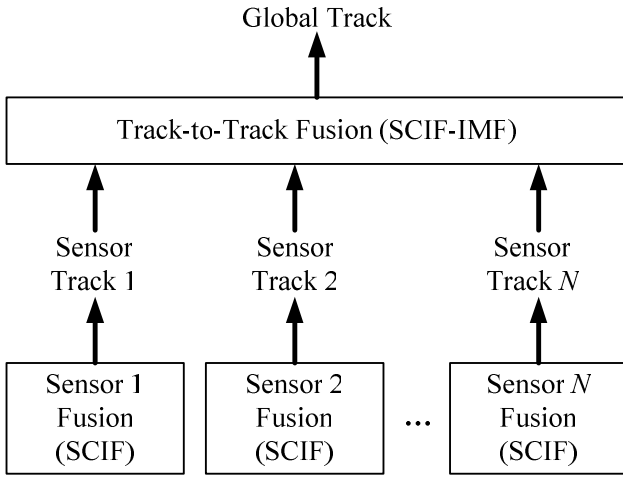 Global Track
Track-to-Track Fusion (SCIF-IMF)
Sensor
Track 1
Sensor
Track 2
Sensor
Track N
Sensor 1
Fusion
(SCIF)
Sensor 2
Fusion
(SCIF)
...
Sensor N
Fusion
(SCIF)